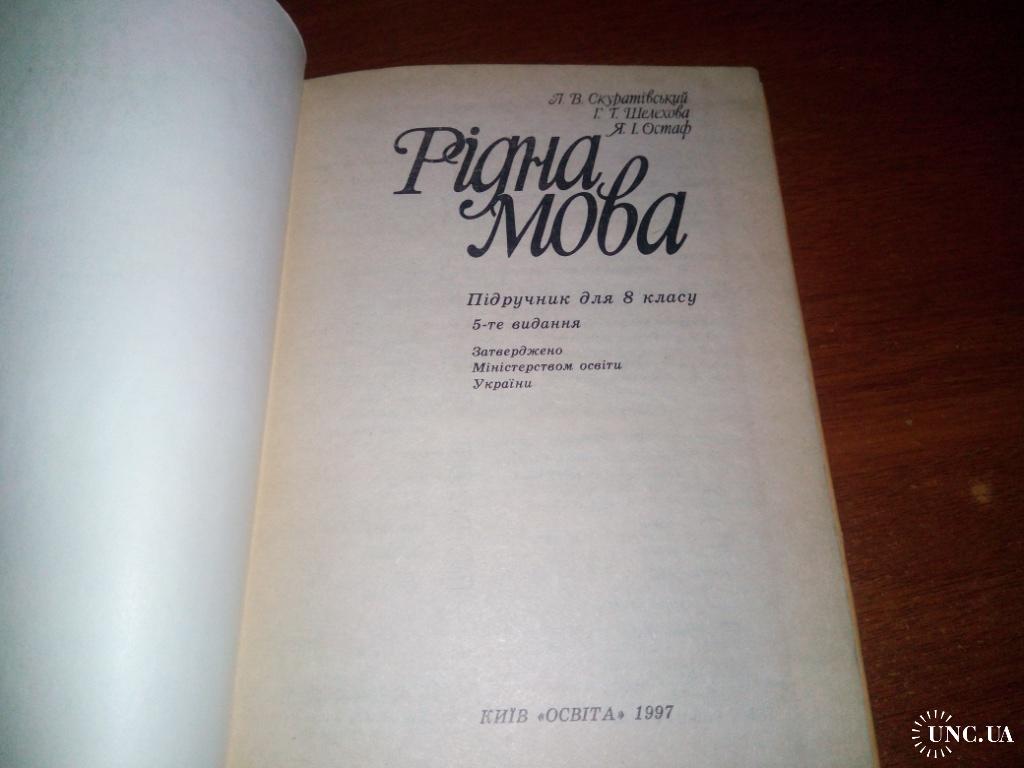 Л. В. Скуратівський
Г. Т. Шелехова
Я. І. Остаф
Рідна
мова
Підручник для 8 класу
5-те видання
Затверджено
Міністерством освіти
України
КИЇВ «ОСВІТА» 1997
UNC.UA